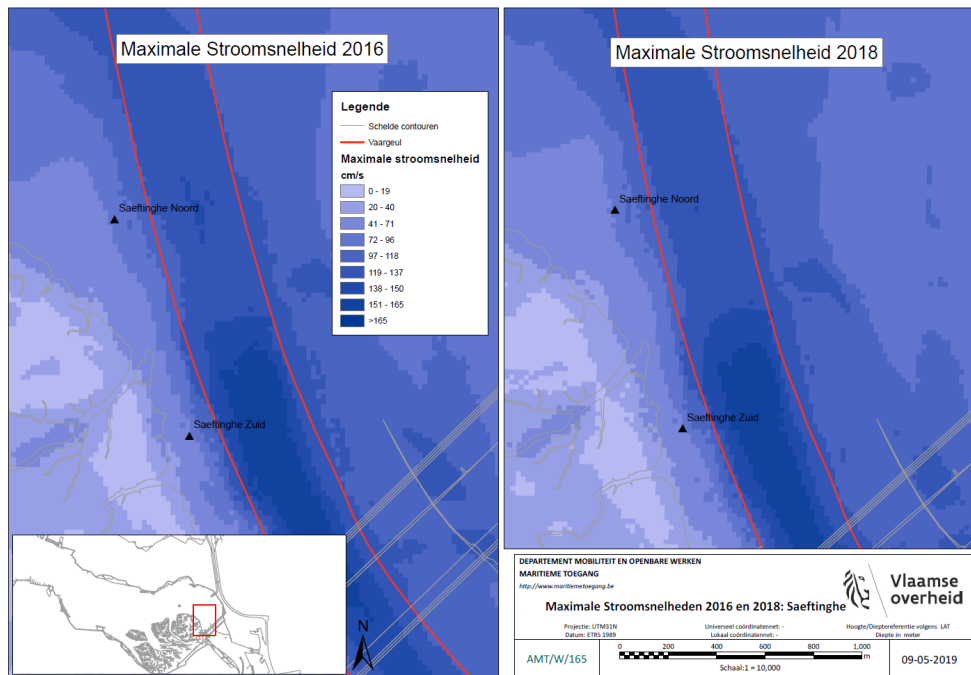 Maximale Stroomsnelheid 2016
Legende
Schelde contouren
Vaargeul
Maximale stroomsnelheid
cm/s
0 - 19
20 - 40
41 - 71
72 - 96
97 - 118
119 - 137
138 - 150
151 - 165
>165
Saeftinghe Noord
Saeftinghe Zuid
N
Maximale Stroomsnelheid 2018
Saeftinghe Noord
Saeftinghe Zuid
DEPARTEMENT MOBILITEIT EN OPENBARE WERKEN
MARITIEME TOEGANG
http://www.maritiemetoegang.be
Vlaamse
overheid
Maximale Stroomsnelheden 2016 en 2018: Saeftinghe
Projectie: UTM31N
Datum: ETRS 1989
Universeel coördinatennet: -
Lokaal coördinatennet: -
Hoogte/Dieptereferentie volgens LAT
Diepte in meter
AMT/W/165
0 200 400 600 800 1,000
m
Schaal:1 = 10,000
09-05-2019